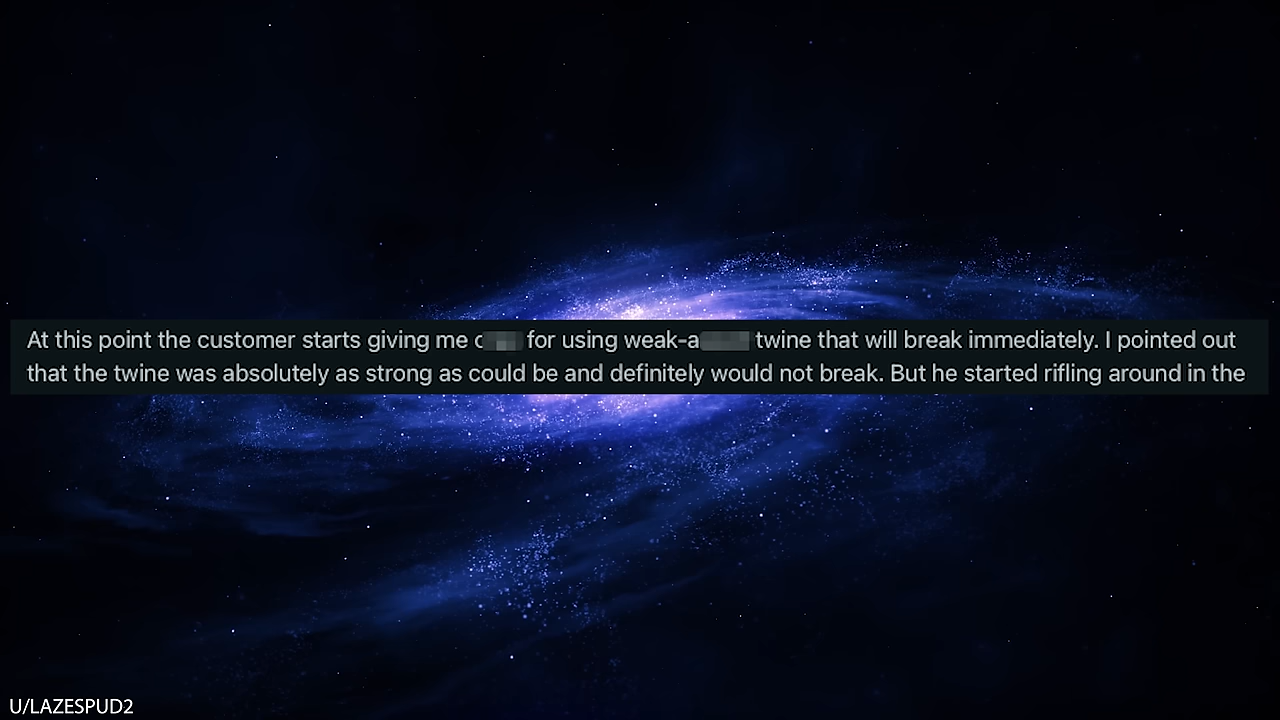 At this point the customer starts giving me c for using weak-a twine that will break immediately. I pointed out
that the twine was absolutely as strong as could be and definitely would not break. But he started rifling around in the
U/LAZESPUD2